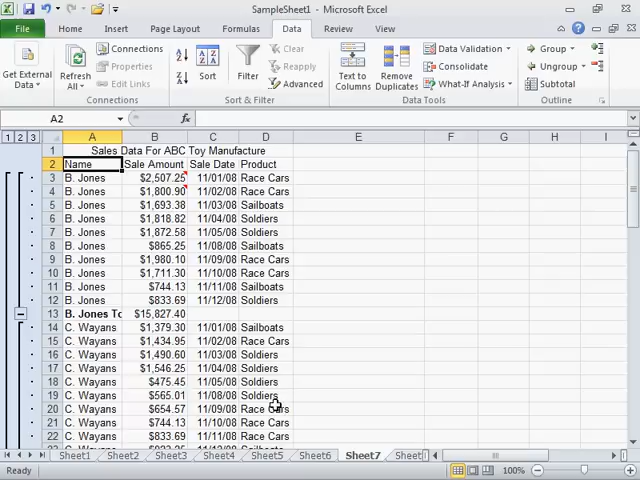 SampleSheet1 - Microsoft Excel
File Home Insert Page Layout Formulas Data Review View
Get External Data
Refresh All
Connections
Properties
Edit Links
Connections
Sort
Filter
Clear
Reapply
Advanced
Sort & Filter
Text to Columns
Remove Duplicates
Data Validation
Consolidate
What-If Analysis
Data Tools
Group
Ungroup
Subtotal
Outline
A2 fx
1 2 3 A B C D E F G H I
1 Sales Data For ABC Toy Manufacture
2 Name Sale Amount Sale Date Product
3 B. Jones $2,507.25 11/01/08 Race Cars
4 B. Jones $1,800.90 11/02/08 Race Cars
5 B. Jones $1,693.38 11/03/08 Sailboats
6 B. Jones $1,818.82 11/04/08 Soldiers
7 B. Jones $1,872.58 11/05/08 Soldiers
8 B. Jones $865.25 11/08/08 Sailboats
9 B. Jones $1,980.10 11/09/08 Race Cars
10 B. Jones $1,711.30 11/10/08 Race Cars
11 B. Jones $744.13 11/11/08 Sailboats
12 B. Jones $833.69 11/12/08 Soldiers
13 B. Jones To $15,827.40
14 C. Wayans $1,379.30 11/01/08 Sailboats
15 C. Wayans $1,434.95 11/02/08 Race Cars
16 C. Wayans $1,490.60 11/03/08 Soldiers
17 C. Wayans $1,546.25 11/04/08 Soldiers
18 C. Wayans $475.45 11/05/08 Soldiers
19 C. Wayans $565.01 11/08/08 Soldiers
20 C. Wayans $654.57 11/09/08 Race Cars
21 C. Wayans $744.13 11/10/08 Race Cars
22 C. Wayans $833.69 11/11/08 Race Cars
Sheet1 Sheet2 Sheet3 Sheet4 Sheet5 Sheet6 Sheet7 Sheet
Ready 100%